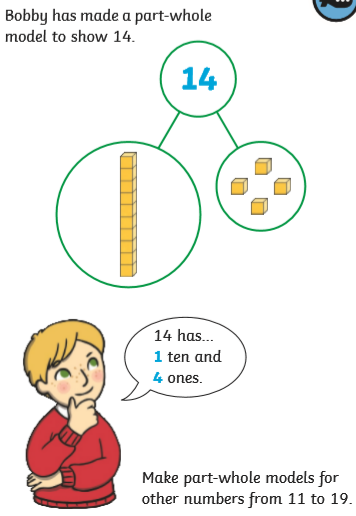 Bobby has made a part-whole
model to show 14.
14
14 has...
1 ten and
4 ones.
Make part-whole models for
other numbers from 11 to 19.